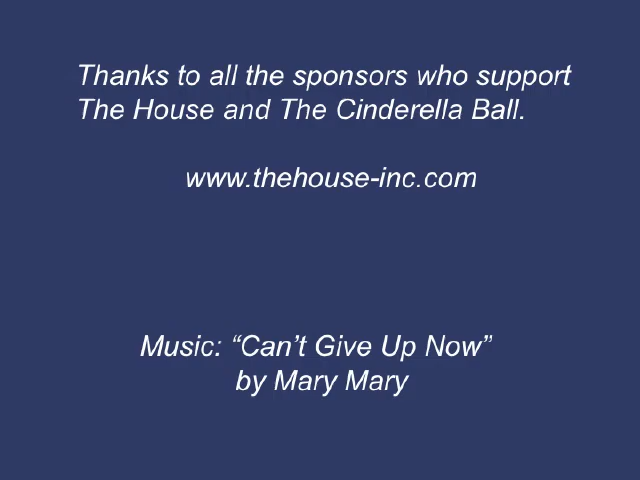 Thanks to all the sponsors who support
The House and The Cinderella Ball.
www.thehouse-inc.com
Music: “Can’t Give Up Now”
by Mary Mary